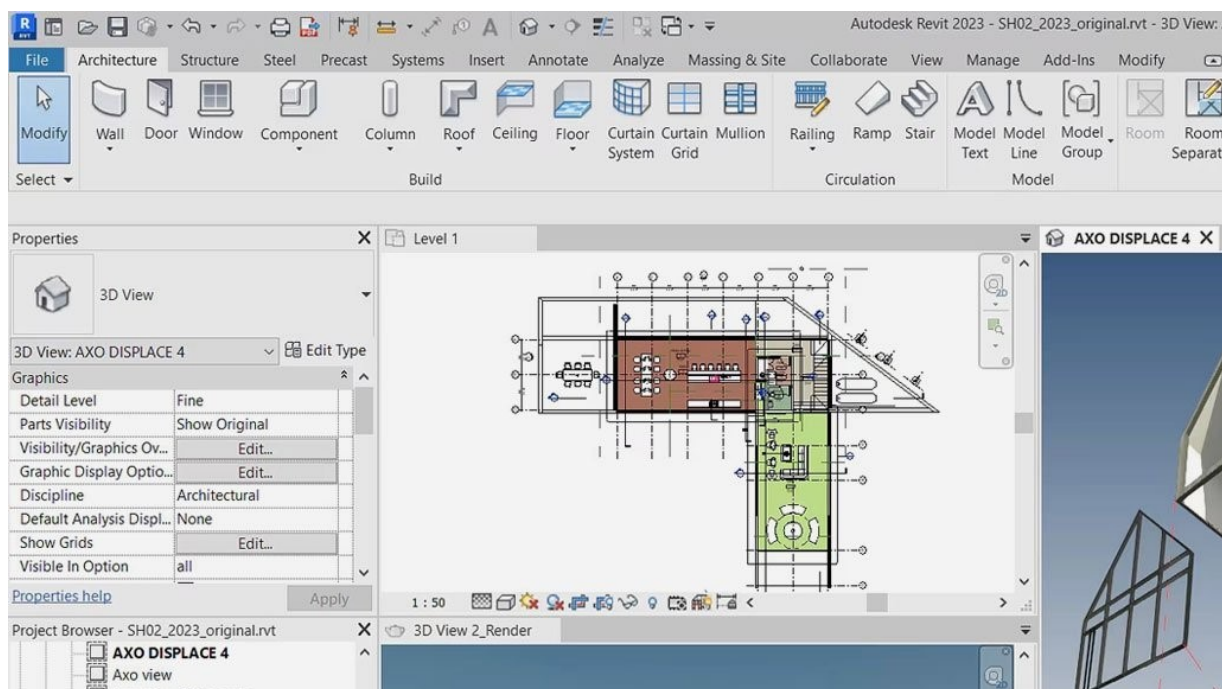 R
RVT
Autodesk Revit 2023 - SH02_2023_original.rvt - 3D View:
File Architecture Structure Steel Precast Systems Insert Annotate Analyze Massing & Site Collaborate View Manage Add-Ins Modify
Modify Wall Door Window Component Column Roof Ceiling Floor Curtain System Curtain Grid Mullion Railing Ramp Stair Model Text Model Line Model Group Room Room Separat
Select Build Circulation Model
Properties
3D View
3D View: AXO DISPLACE 4 Edit Type
Graphics
Detail Level Fine
Parts Visibility Show Original
Visibility/Graphics Ov... Edit...
Graphic Display Optio... Edit...
Discipline Architectural
Default Analysis Displ... None
Show Grids Edit...
Visible In Option all
Properties help Apply
Project Browser - SH02_2023_original.rvt
AXO DISPLACE 4
Axo view
Level 1
2D
1 : 50
3D View 2_Render
AXO DISPLACE 4